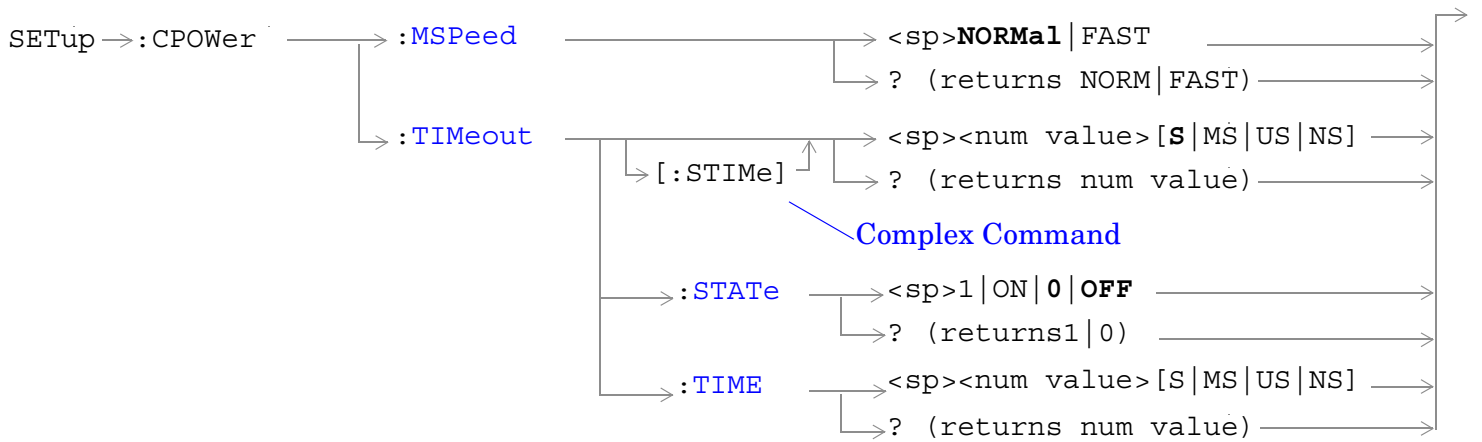 SETup :CPOWer :MSPeed <sp>NORMal|FAST
? (returns NORM|FAST)
:TIMeout <sp><num value>[S|MS|US|NS]
[:STIMe] ? (returns num value)
Complex Command
:STATe <sp>1|ON|0|OFF
? (returns1|0)
:TIME <sp><num value>[S|MS|US|NS]
? (returns num value)